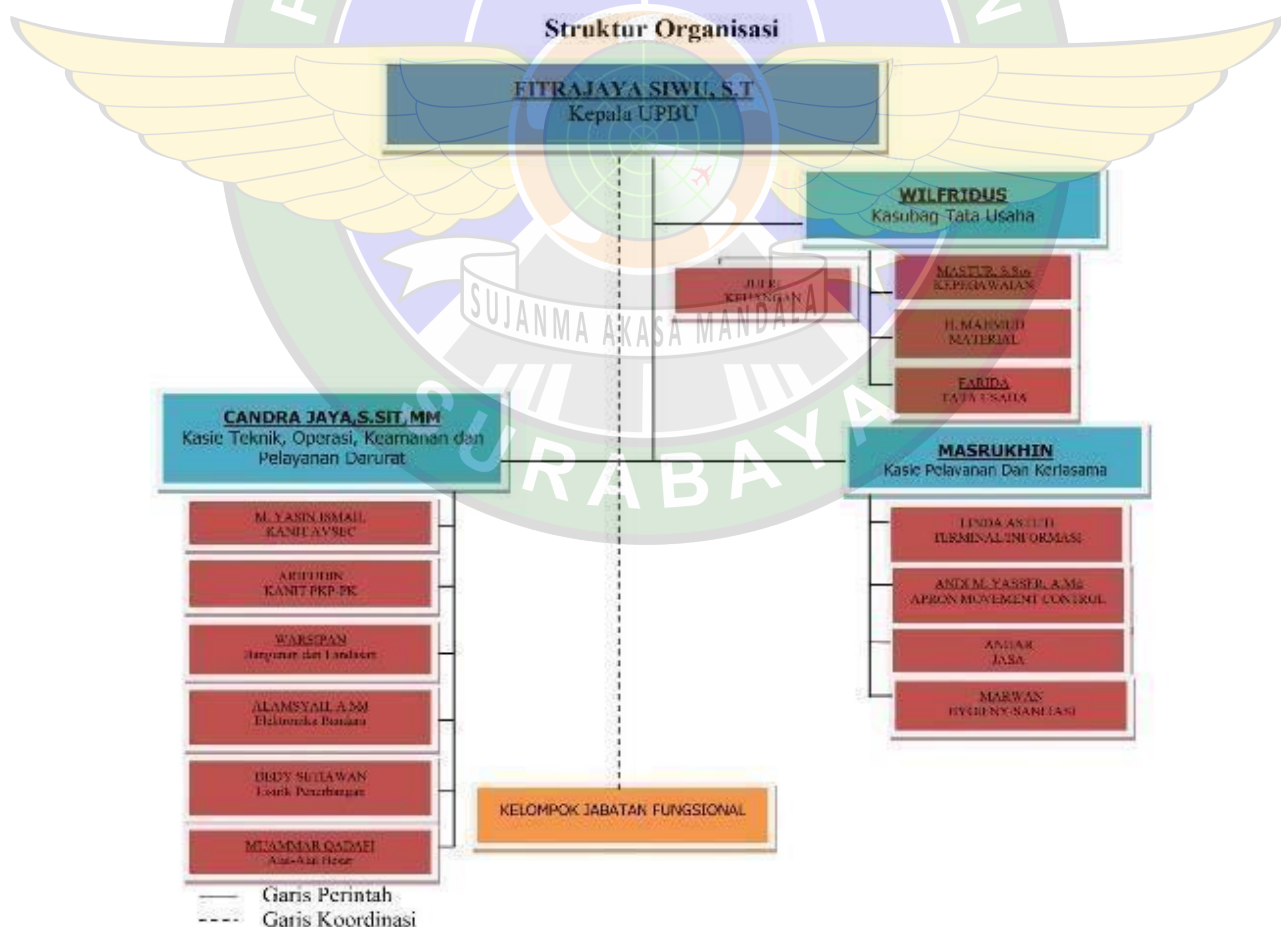 Struktur Organisasi
FITRAJAYA SIWU, S.T
Kepala UPBU
WILFRIDUS
Kasubag Tata Usaha
JUFRI
KEUANGAN
MASTUR, S.Sos
KEPEGAWAIAN
H. MAHMUD
MATERIAL
FARIDA
TATA USAHA
SUJANMA AKASA MANDALA
SURABAYA
CANDRA JAYA,S.SIT,MM
Kasie Teknik, Operasi, Keamanan dan
Pelayanan Darurat
M. YASIN ISMAIL
KANIT AVSEC
ARIFUDIN
KANIT PKP-PK
WARSIPAN
Bangunan dan Landasan
ALAMSYAH, A.Md
Elektronika Bandara
DEDY SETIAWAN
Listrik Penerbangan
MUAMMAR QADAFI
Alat-Alat Besar
MASRUKHIN
Kasie Pelayanan Dan Kerjasama
LINDA ASTUTI
TERMINAL INFORMASI
ANDI M. YASSER, A.Md
APRON MOVEMENT CONTROL
JASA
MARWAN
HYGIENY-SANITASI
KELOMPOK JABATAN FUNGSIONAL
Garis Perintah
Garis Koordinasi